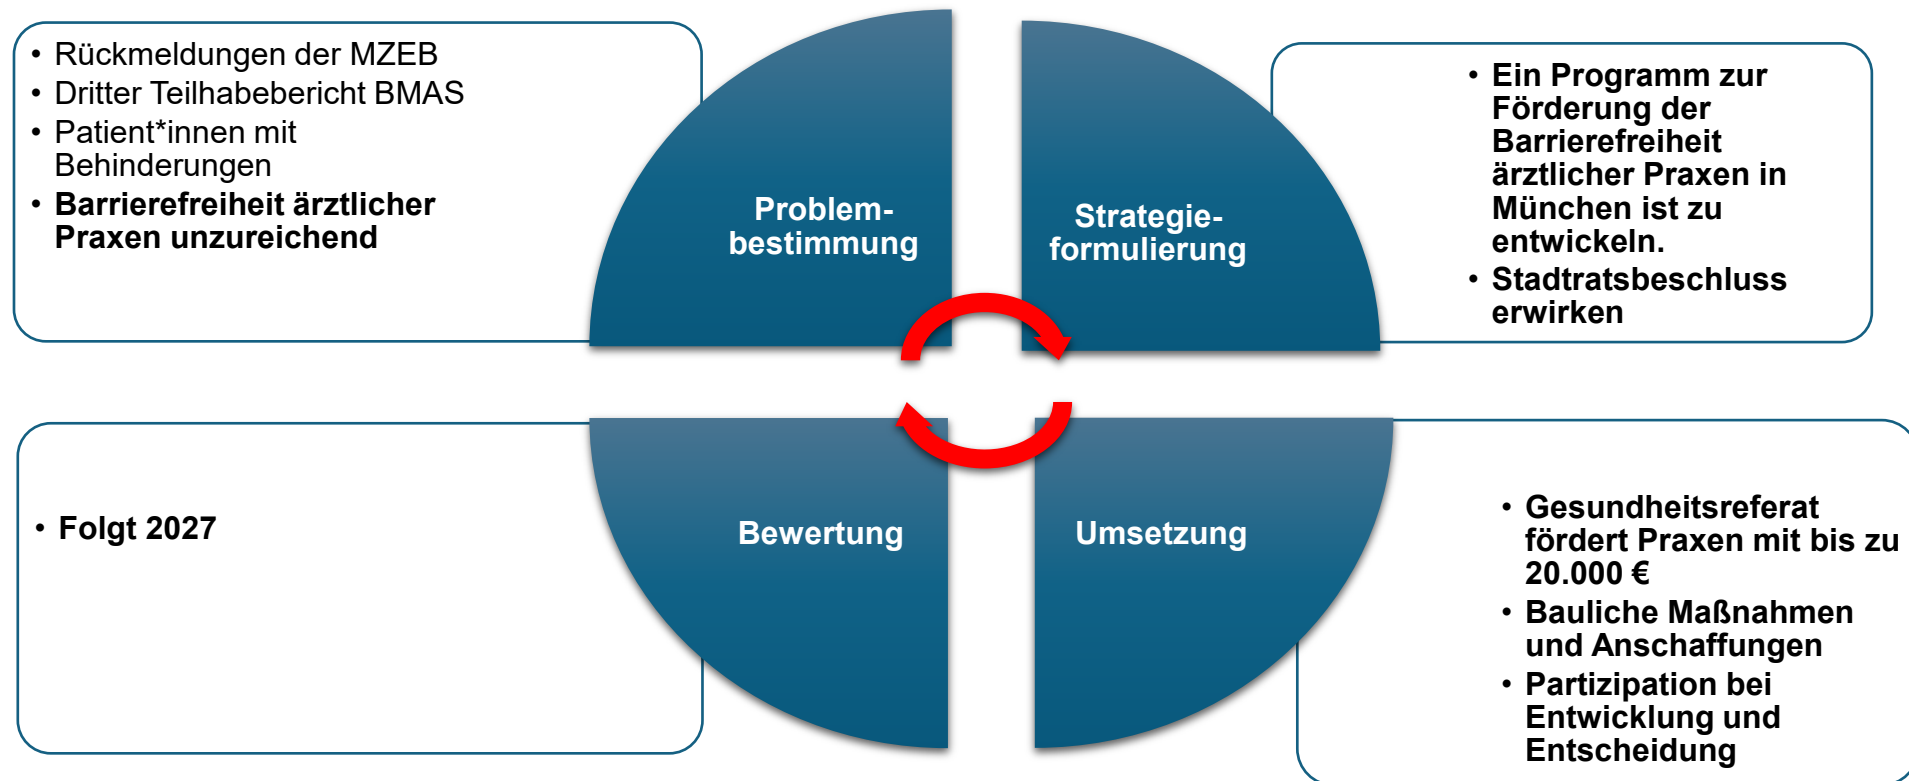 • Rückmeldungen der MZEB
• Dritter Teilhabebericht BMAS
• Patient*innen mit
Behinderungen
• Barrierefreiheit ärztlicher
Praxen unzureichend
Problem-
bestimmung
Strategie-
formulierung
• Ein Programm zur
Förderung der
Barrierefreiheit
ärztlicher Praxen in
München ist zu
entwickeln.
• Stadtratsbeschluss
erwirken
• Folgt 2027
Bewertung
Umsetzung
• Gesundheitsreferat
fördert Praxen mit bis zu
20.000 €
• Bauliche Maßnahmen
und Anschaffungen
• Partizipation bei
Entwicklung und
Entscheidung